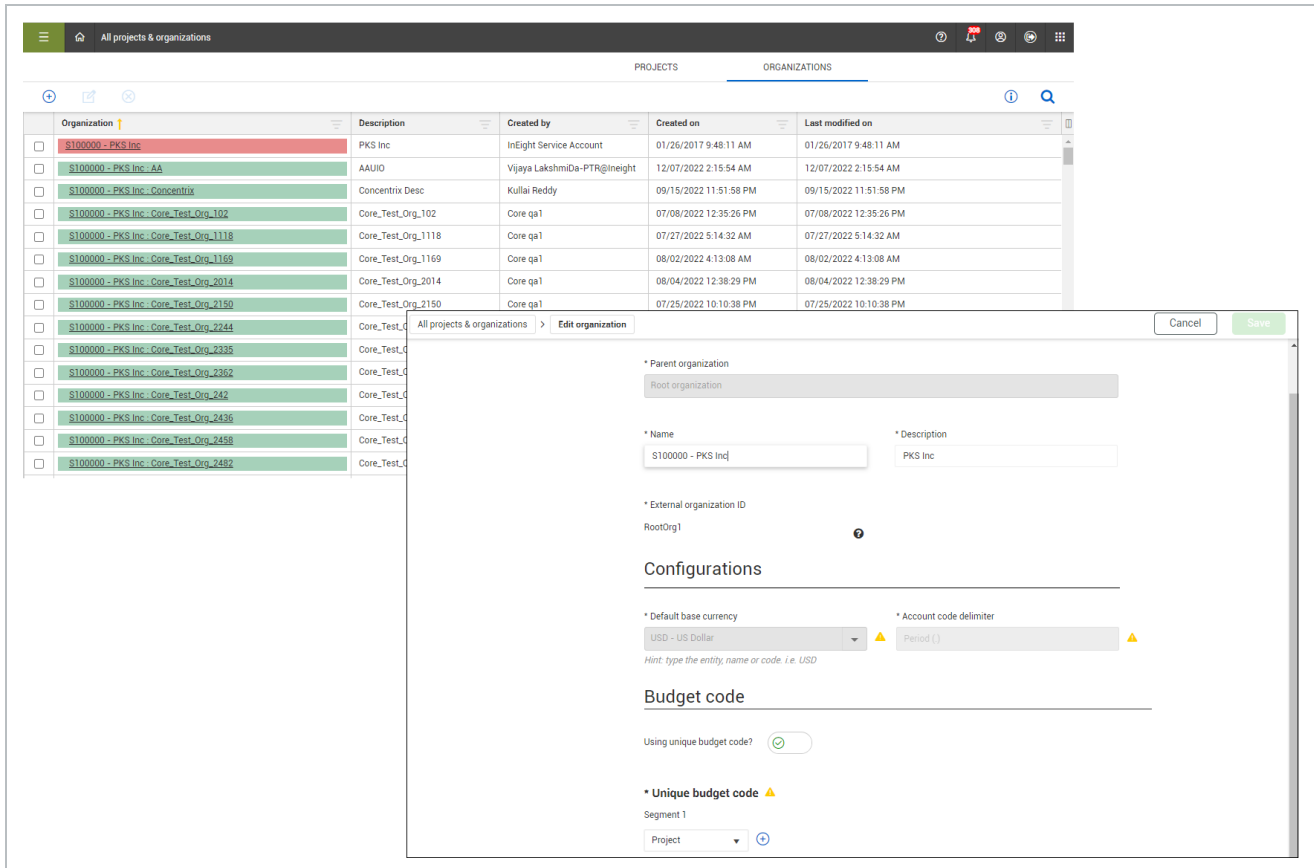 All projects & organizations
308
PROJECTS ORGANIZATIONS
Organization Description Created by Created on Last modified on
S100000 - PKS Inc PKS Inc InEight Service Account 01/26/2017 9:48:11 AM 01/26/2017 9:48:11 AM
S100000 - PKS Inc : AA AAUIO Vijaya LakshmiDa-PTR@Ineight 12/07/2022 2:15:54 AM 12/07/2022 2:15:54 AM
S100000 - PKS Inc : Concentrix Concentrix Desc Kullai Reddy 09/15/2022 11:51:58 PM 09/15/2022 11:51:58 PM
S100000 - PKS Inc : Core_Test_Org_102 Core_Test_Org_102 Core qa1 07/08/2022 12:35:26 PM 07/08/2022 12:35:26 PM
S100000 - PKS Inc : Core_Test_Org_1118 Core_Test_Org_1118 Core qa1 07/27/2022 5:14:32 AM 07/27/2022 5:14:32 AM
S100000 - PKS Inc : Core_Test_Org_1169 Core_Test_Org_1169 Core qa1 08/02/2022 4:13:08 AM 08/02/2022 4:13:08 AM
S100000 - PKS Inc : Core_Test_Org_2014 Core_Test_Org_2014 Core qa1 08/04/2022 12:38:29 PM 08/04/2022 12:38:29 PM
S100000 - PKS Inc : Core_Test_Org_2150 Core_Test_Org_2150 Core qa1 07/25/2022 10:10:38 PM 07/25/2022 10:10:38 PM
S100000 - PKS Inc : Core_Test_Org_2244 Core_Test_O
S100000 - PKS Inc : Core_Test_Org_2335 Core_Test_O
S100000 - PKS Inc : Core_Test_Org_2362 Core_Test_O
S100000 - PKS Inc : Core_Test_Org_242 Core_Test_O
S100000 - PKS Inc : Core_Test_Org_2436 Core_Test_O
S100000 - PKS Inc : Core_Test_Org_2458 Core_Test_O
S100000 - PKS Inc : Core_Test_Org_2482 Core_Test_O
All projects & organizations > Edit organization Cancel Save
* Parent organization
Root organization
* Name * Description
S100000 - PKS Inc PKS Inc
* External organization ID
RootOrg1
Configurations
* Default base currency * Account code delimiter
USD - US Dollar Period (.)
Hint: type the entity, name or code. i.e. USD
Budget code
Using unique budget code?
* Unique budget code
Segment 1
Project